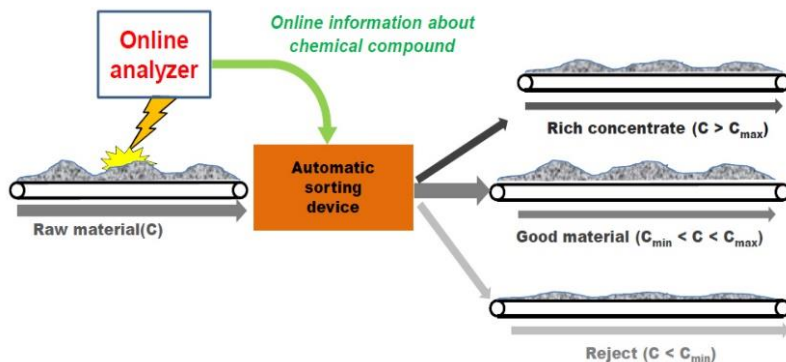 Online information about
chemical compound
Online
analyzer
Raw material(C)
Automatic
sorting
device
Rich concentrate (C > Cmax)
Good material (Cmin < C < Cmax)
Reject (C < Cmin)